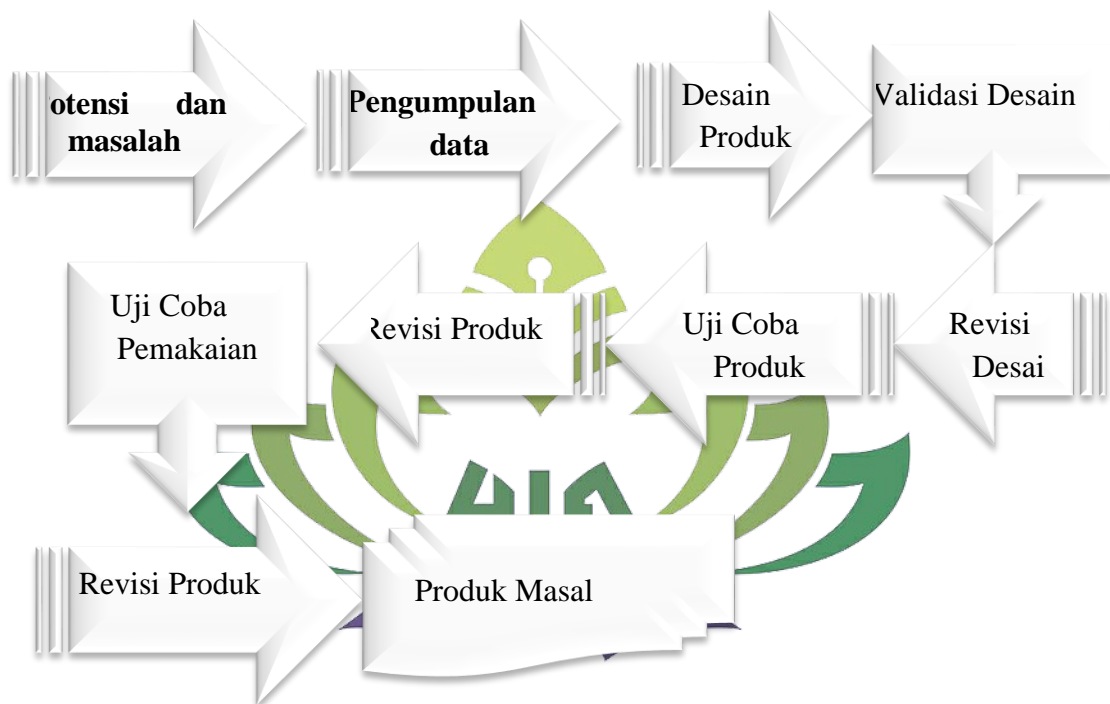 otensi dan
masalah
Pengumpulan
data
Desain
Produk
Validasi Desain
Uji Coba
Pemakaian
Revisi Produk
Uji Coba
Produk
Revisi
Desai
Revisi Produk
Produk Masal